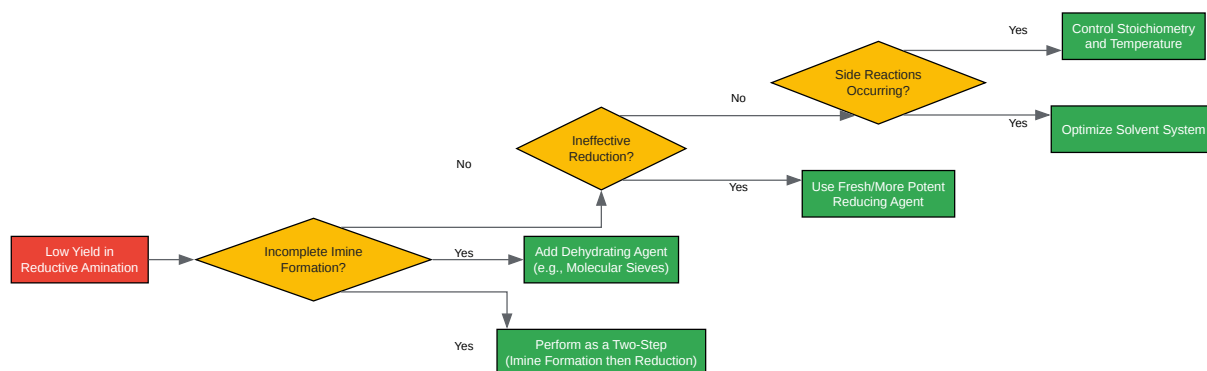 Low Yield in
Reductive Amination
Incomplete Imine
Formation?
No
Yes
Yes
Add Dehydrating Agent
(e.g., Molecular Sieves)
Perform as a Two-Step
(Imine Formation then Reduction)
Ineffective
Reduction?
No
Yes
Use Fresh/More Potent
Reducing Agent
Side Reactions
Occurring?
Yes
Yes
Control Stoichiometry
and Temperature
Optimize Solvent System